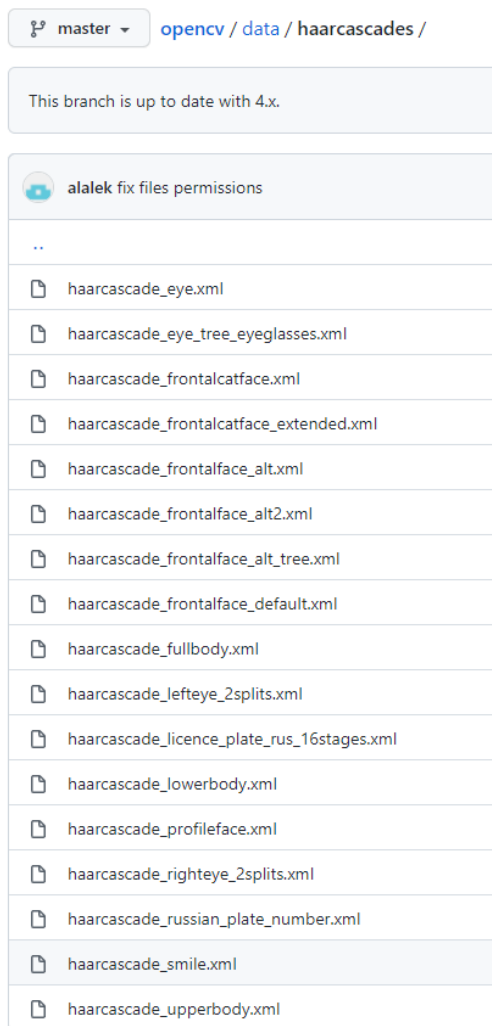 master opencv / data / haarcascades /
This branch is up to date with 4.x.
alalek fix files permissions
..
haarcascade_eye.xml
haarcascade_eye_tree_eyeglasses.xml
haarcascade_frontalcatface.xml
haarcascade_frontalcatface_extended.xml
haarcascade_frontalface_alt.xml
haarcascade_frontalface_alt2.xml
haarcascade_frontalface_alt_tree.xml
haarcascade_frontalface_default.xml
haarcascade_fullbody.xml
haarcascade_lefteye_2splits.xml
haarcascade_licence_plate_rus_16stages.xml
haarcascade_lowerbody.xml
haarcascade_profileface.xml
haarcascade_righteye_2splits.xml
haarcascade_russian_plate_number.xml
haarcascade_smile.xml
haarcascade_upperbody.xml